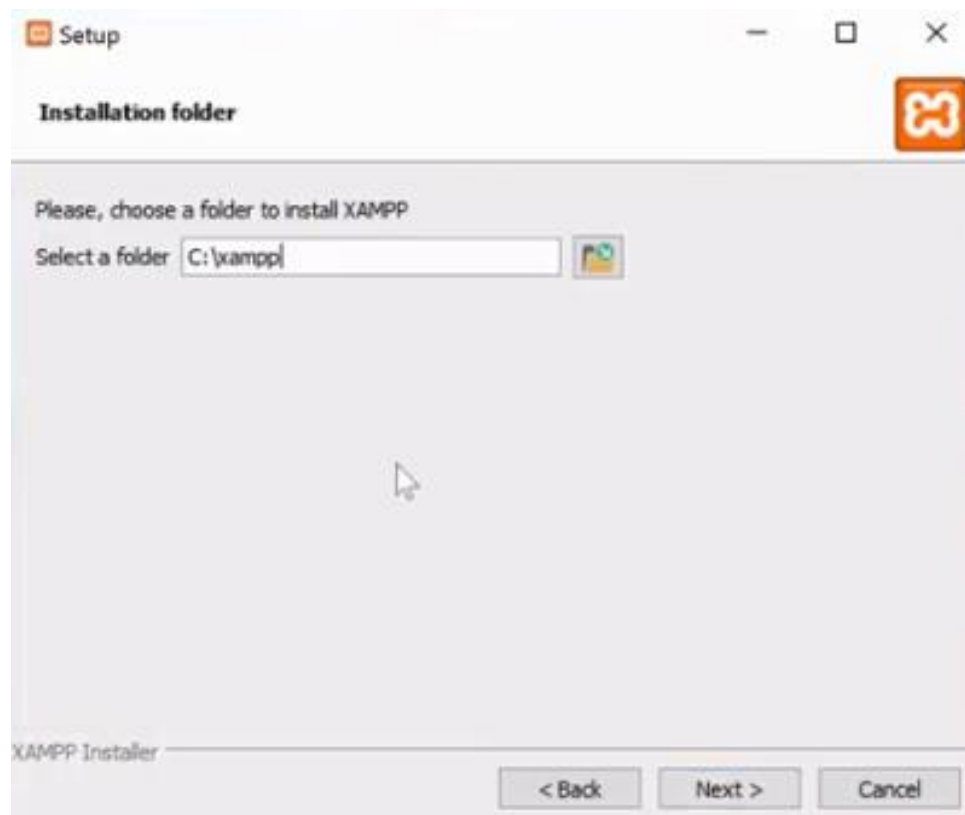 Setup
Installation folder
Please, choose a folder to install XAMPP
Select a folder C:\xampp
XAMPP Installer
< Back Next > Cancel